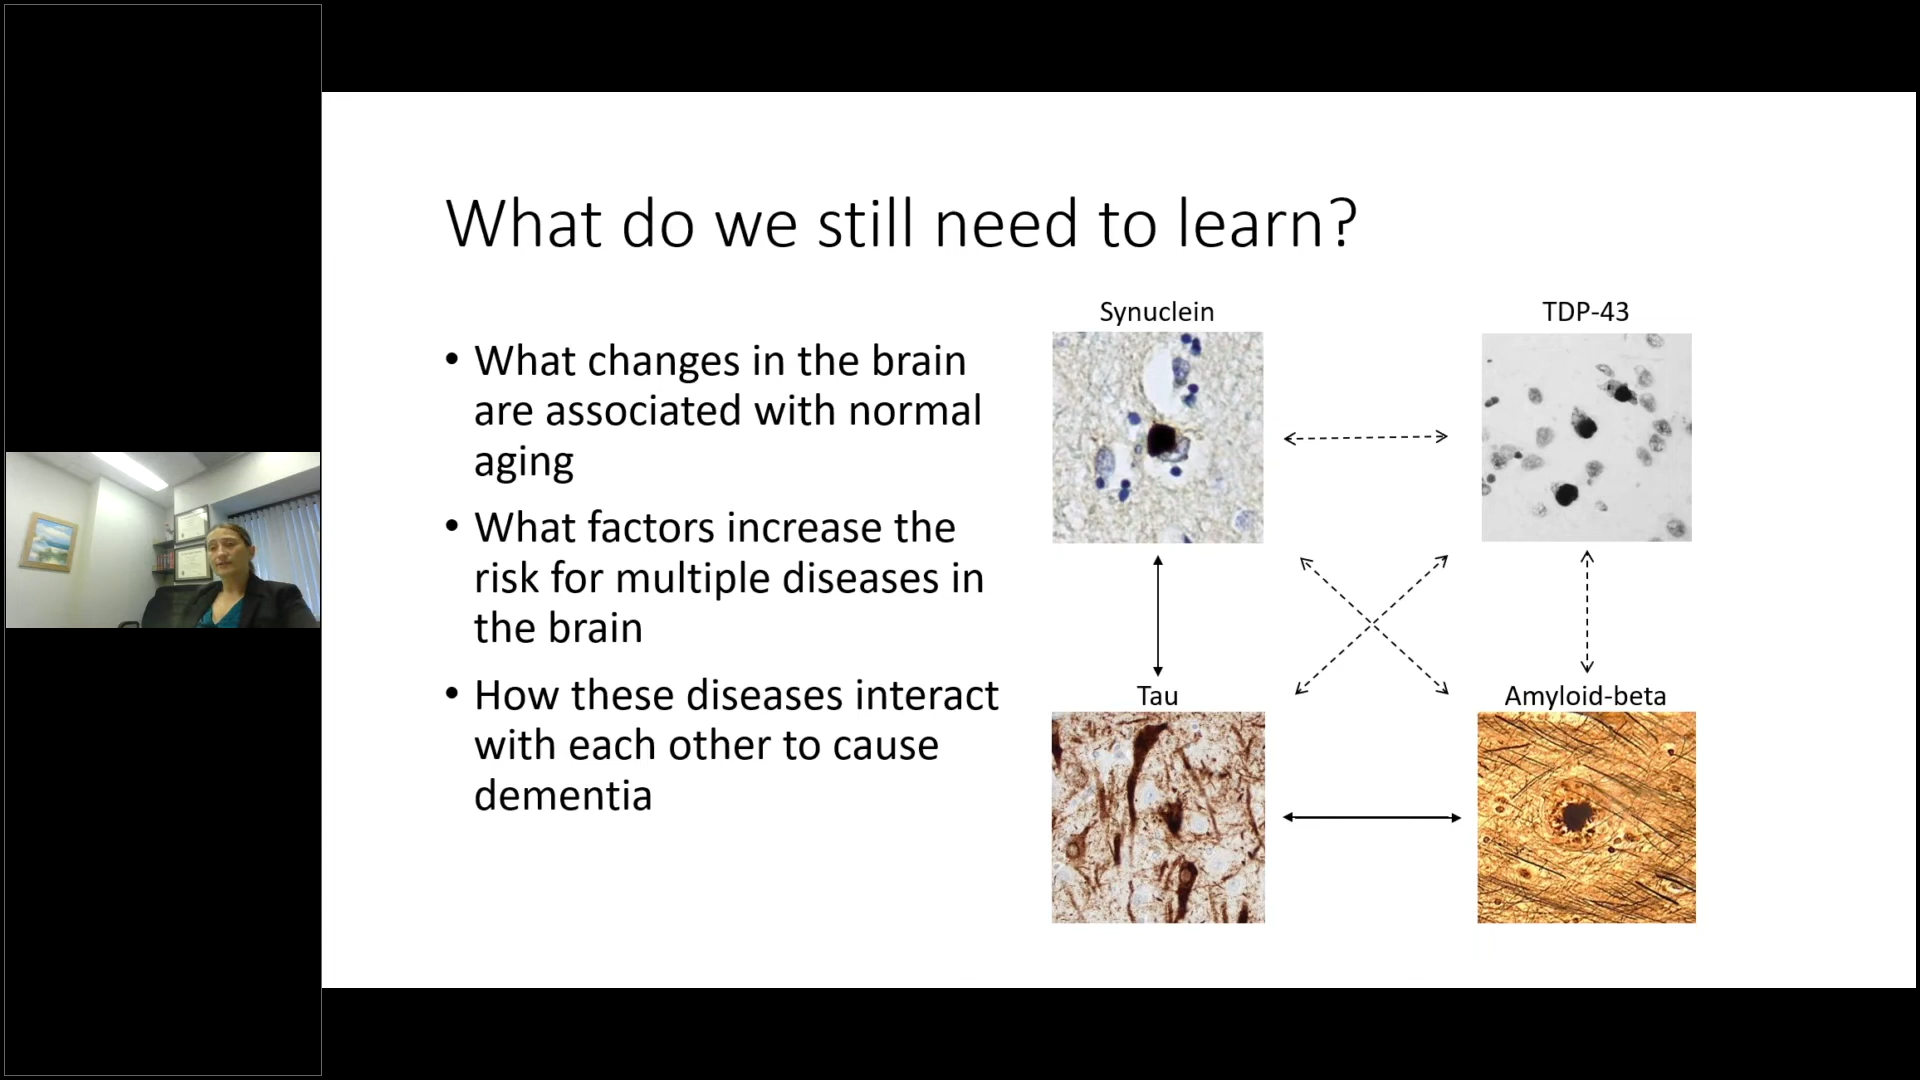 What do we still need to learn?
• What changes in the brain
are associated with normal
aging
• What factors increase the
risk for multiple diseases in
the brain
• How these diseases interact
with each other to cause
dementia
Synuclein
TDP-43
Tau
Amyloid-beta